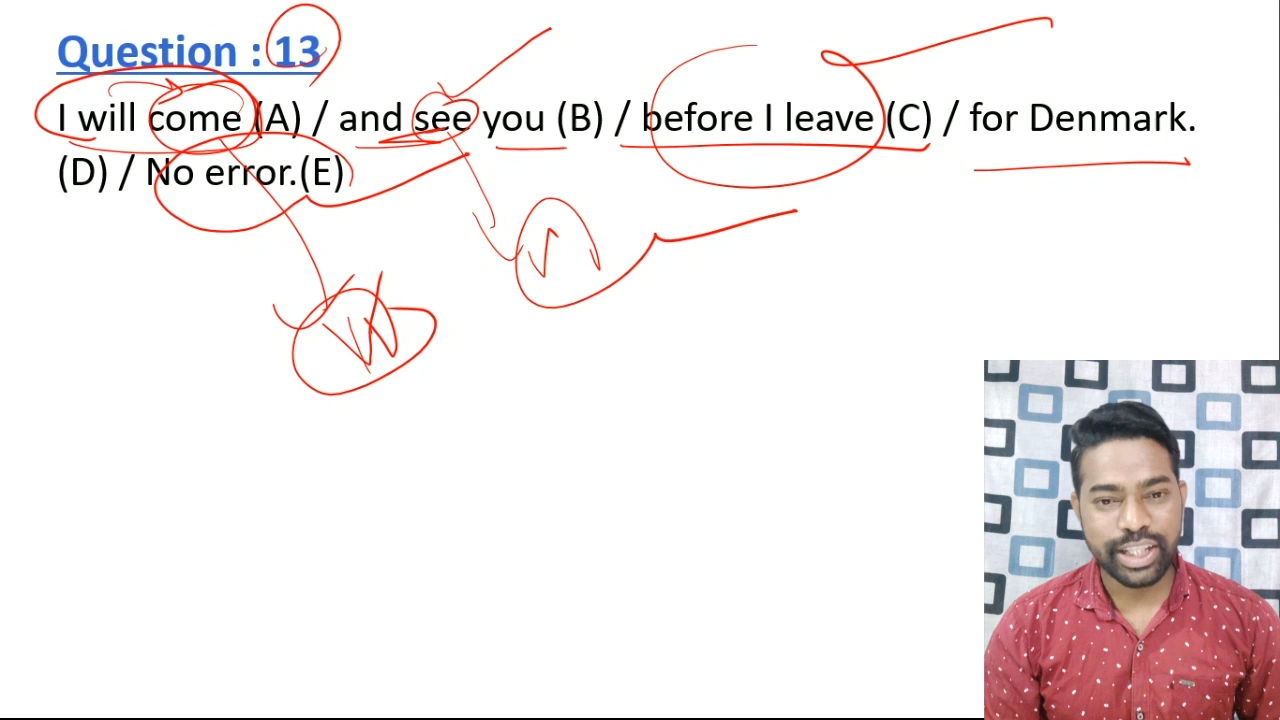 Question : 13
I will come (A) / and see you (B) / before I leave (C) / for Denmark.
(D) / No error.(E)